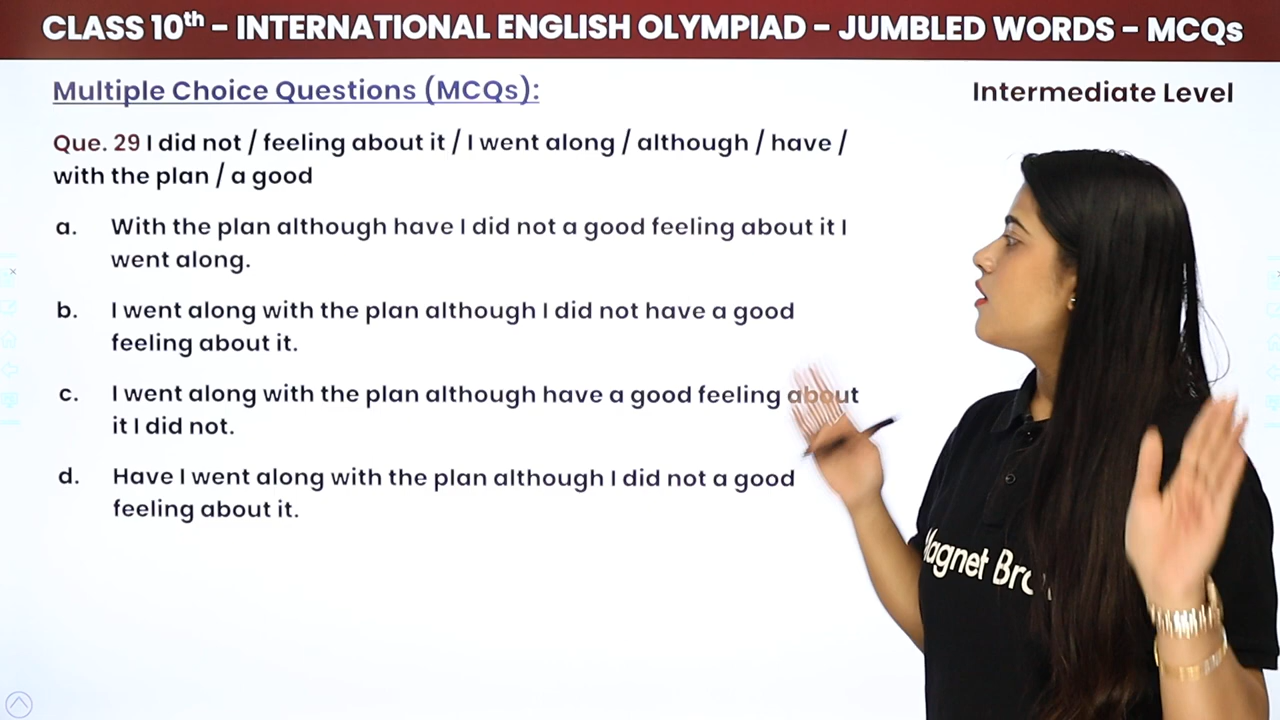 CLASS 10th – INTERNATIONAL ENGLISH OLYMPIAD – JUMBLED WORDS – MCQs
Multiple Choice Questions (MCQs):
Intermediate Level
Que. 29 I did not / feeling about it / I went along / although / have /
with the plan / a good
a. With the plan although have I did not a good feeling about it I
went along.
b. I went along with the plan although I did not have a good
feeling about it.
c. I went along with the plan although have a good feeling about
it I did not.
d. Have I went along with the plan although I did not a good
feeling about it.
Magnet Bro